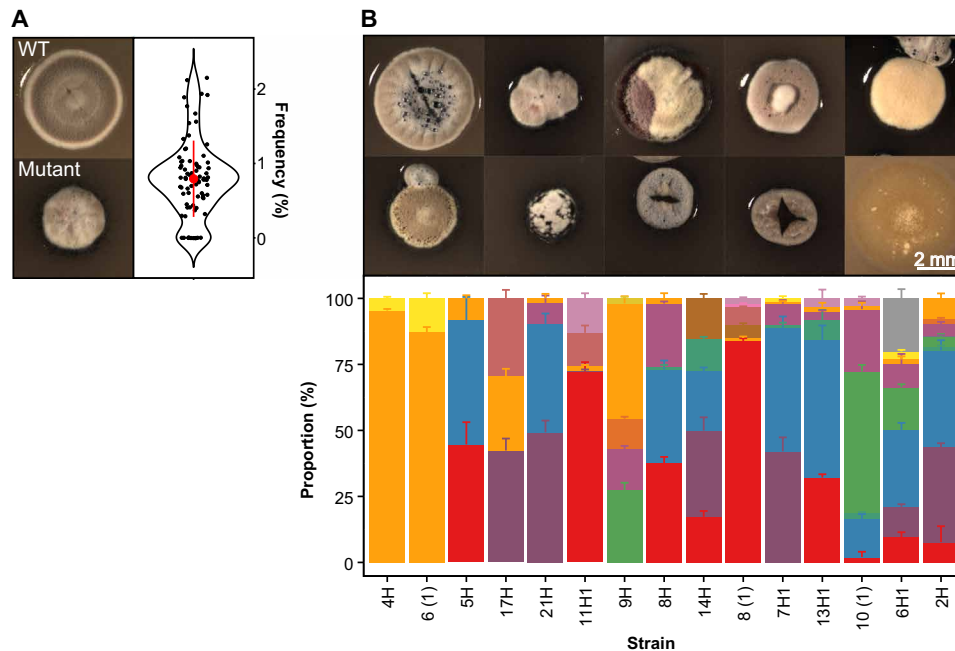 A
B
WT
Mutant
2
1
0
Frequency (%)
2 mm
100
75
50
25
0
Proportion (%)
4H
6 (1)
5H
17H
21H
11H1
9H
8H
14H
8 (1)
7H1
13H1
10 (1)
6H1
2H
Strain